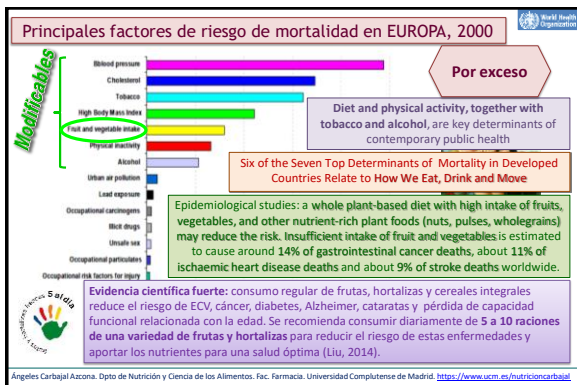 Principales factores de riesgo de mortalidad en EUROPA, 2000
World Health
Organization
Modificables
Blood pressure
Cholesterol
Tobacco
High Body Mass Index
Fruit and vegetable intake
Physical inactivity
Alcohol
Urban air pollution
Lead exposure
Occupational carcinogens
Illicit drugs
Unsafe sex
Occupational particulates
Occupational risk factors for injury
Por exceso
Diet and physical activity, together with
tobacco and alcohol, are key determinants of
contemporary public health
Six of the Seven Top Determinants of Mortality in Developed
Countries Relate to How We Eat, Drink and Move
Epidemiological studies: a whole plant-based diet with high intake of fruits,
vegetables, and other nutrient-rich plant foods (nuts, pulses, wholegrains)
may reduce the risk. Insufficient intake of fruit and vegetables is estimated
to cause around 14% of gastrointestinal cancer deaths, about 11% of
ischaemic heart disease deaths and about 9% of stroke deaths worldwide.
5 al día
Evidencia científica fuerte: consumo regular de frutas, hortalizas y cereales integrales
reduce el riesgo de ECV, cáncer, diabetes, Alzheimer, cataratas y pérdida de capacidad
funcional relacionada con la edad. Se recomienda consumir diariamente de 5 a 10 raciones
de una variedad de frutas y hortalizas para reducir el riesgo de estas enfermedades y
aportar los nutrientes para una salud óptima (Liu, 2014).
Ángeles Carbajal Azcona. Dpto de Nutrición y Ciencia de los Alimentos. Fac. Farmacia. Universidad Complutense de Madrid. https://www.ucm.es/nutricioncarbajal